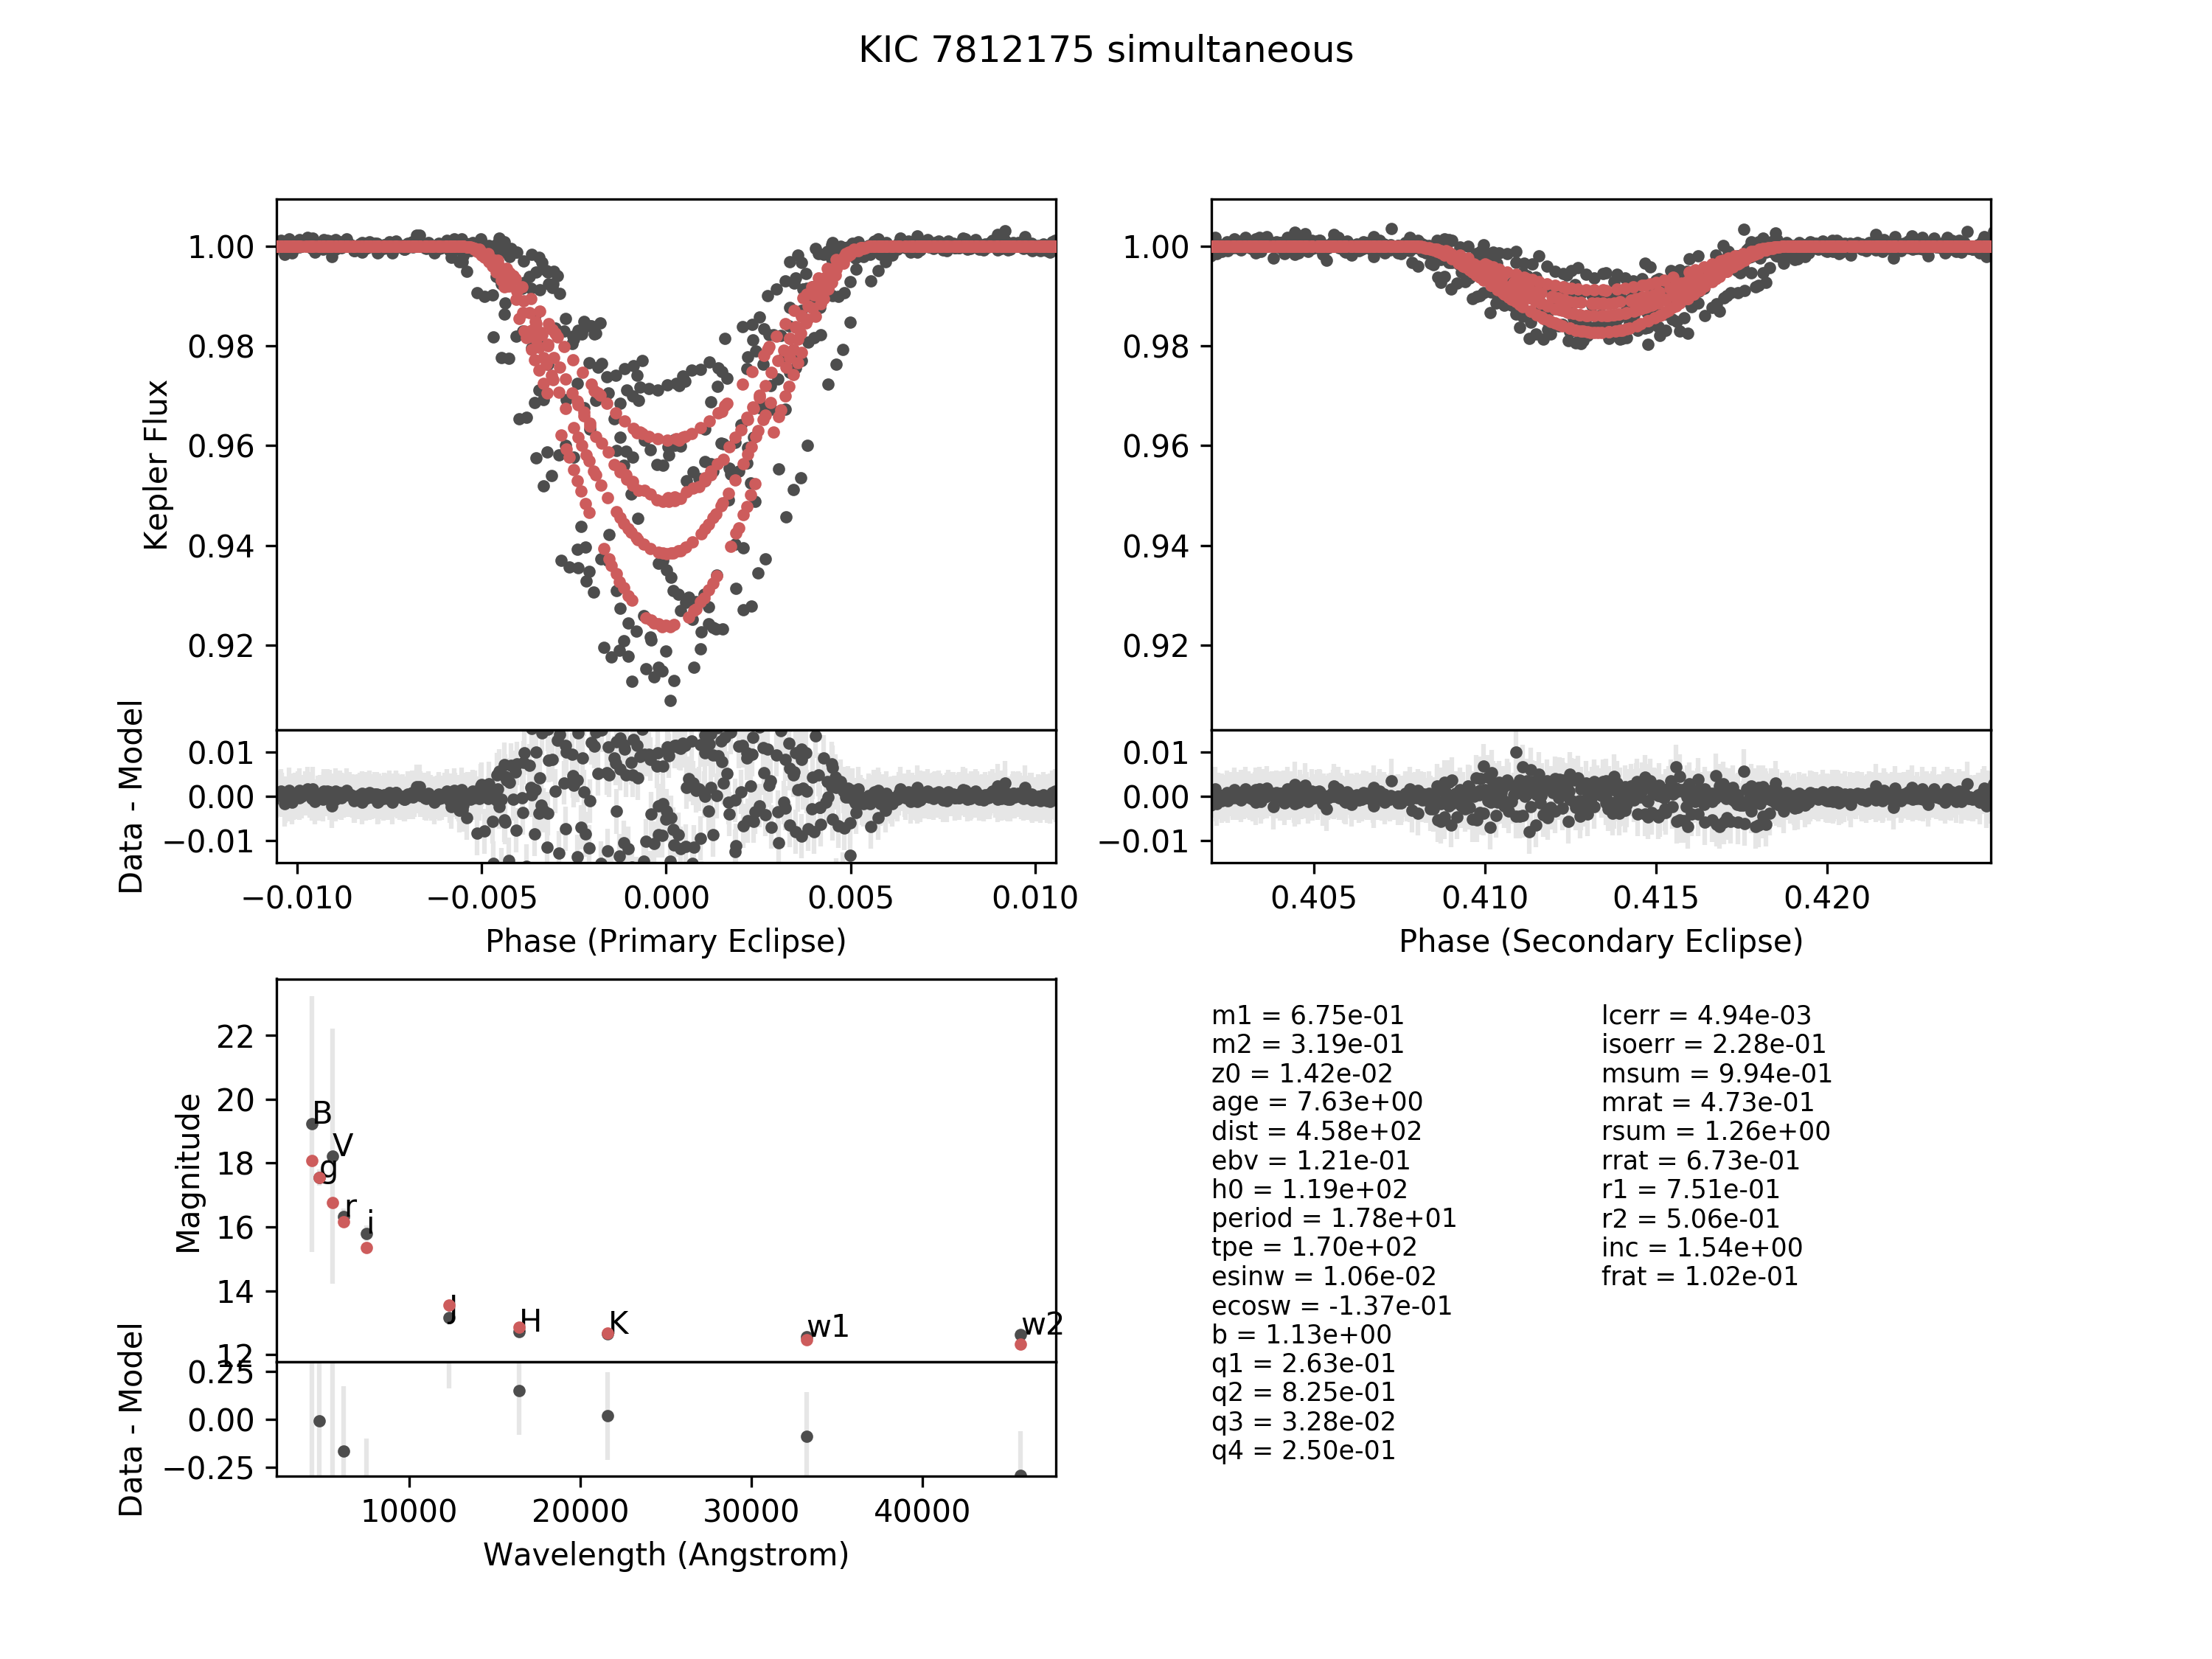 KIC 7812175 simultaneous
Kepler Flux
1.00
0.98
0.96
0.94
0.92
1.00
0.98
0.96
0.94
0.92
Data - Model
0.01
0.00
−0.01
0.01
0.00
−0.01
−0.010 −0.005 0.000 0.005 0.010
0.405 0.410 0.415 0.420
Phase (Primary Eclipse)
Phase (Secondary Eclipse)
Magnitude
22
20
18
16
14
12
B
V
g
r
i
J
H
K
w1
w2
Data - Model
0.25
0.00
−0.25
10000 20000 30000 40000
Wavelength (Angstrom)
m1 = 6.75e-01
m2 = 3.19e-01
z0 = 1.42e-02
age = 7.63e+00
dist = 4.58e+02
ebv = 1.21e-01
h0 = 1.19e+02
period = 1.78e+01
tpe = 1.70e+02
esinw = 1.06e-02
ecosw = -1.37e-01
b = 1.13e+00
q1 = 2.63e-01
q2 = 8.25e-01
q3 = 3.28e-02
q4 = 2.50e-01
lcerr = 4.94e-03
isoerr = 2.28e-01
msum = 9.94e-01
mrat = 4.73e-01
rsum = 1.26e+00
rrat = 6.73e-01
r1 = 7.51e-01
r2 = 5.06e-01
inc = 1.54e+00
frat = 1.02e-01